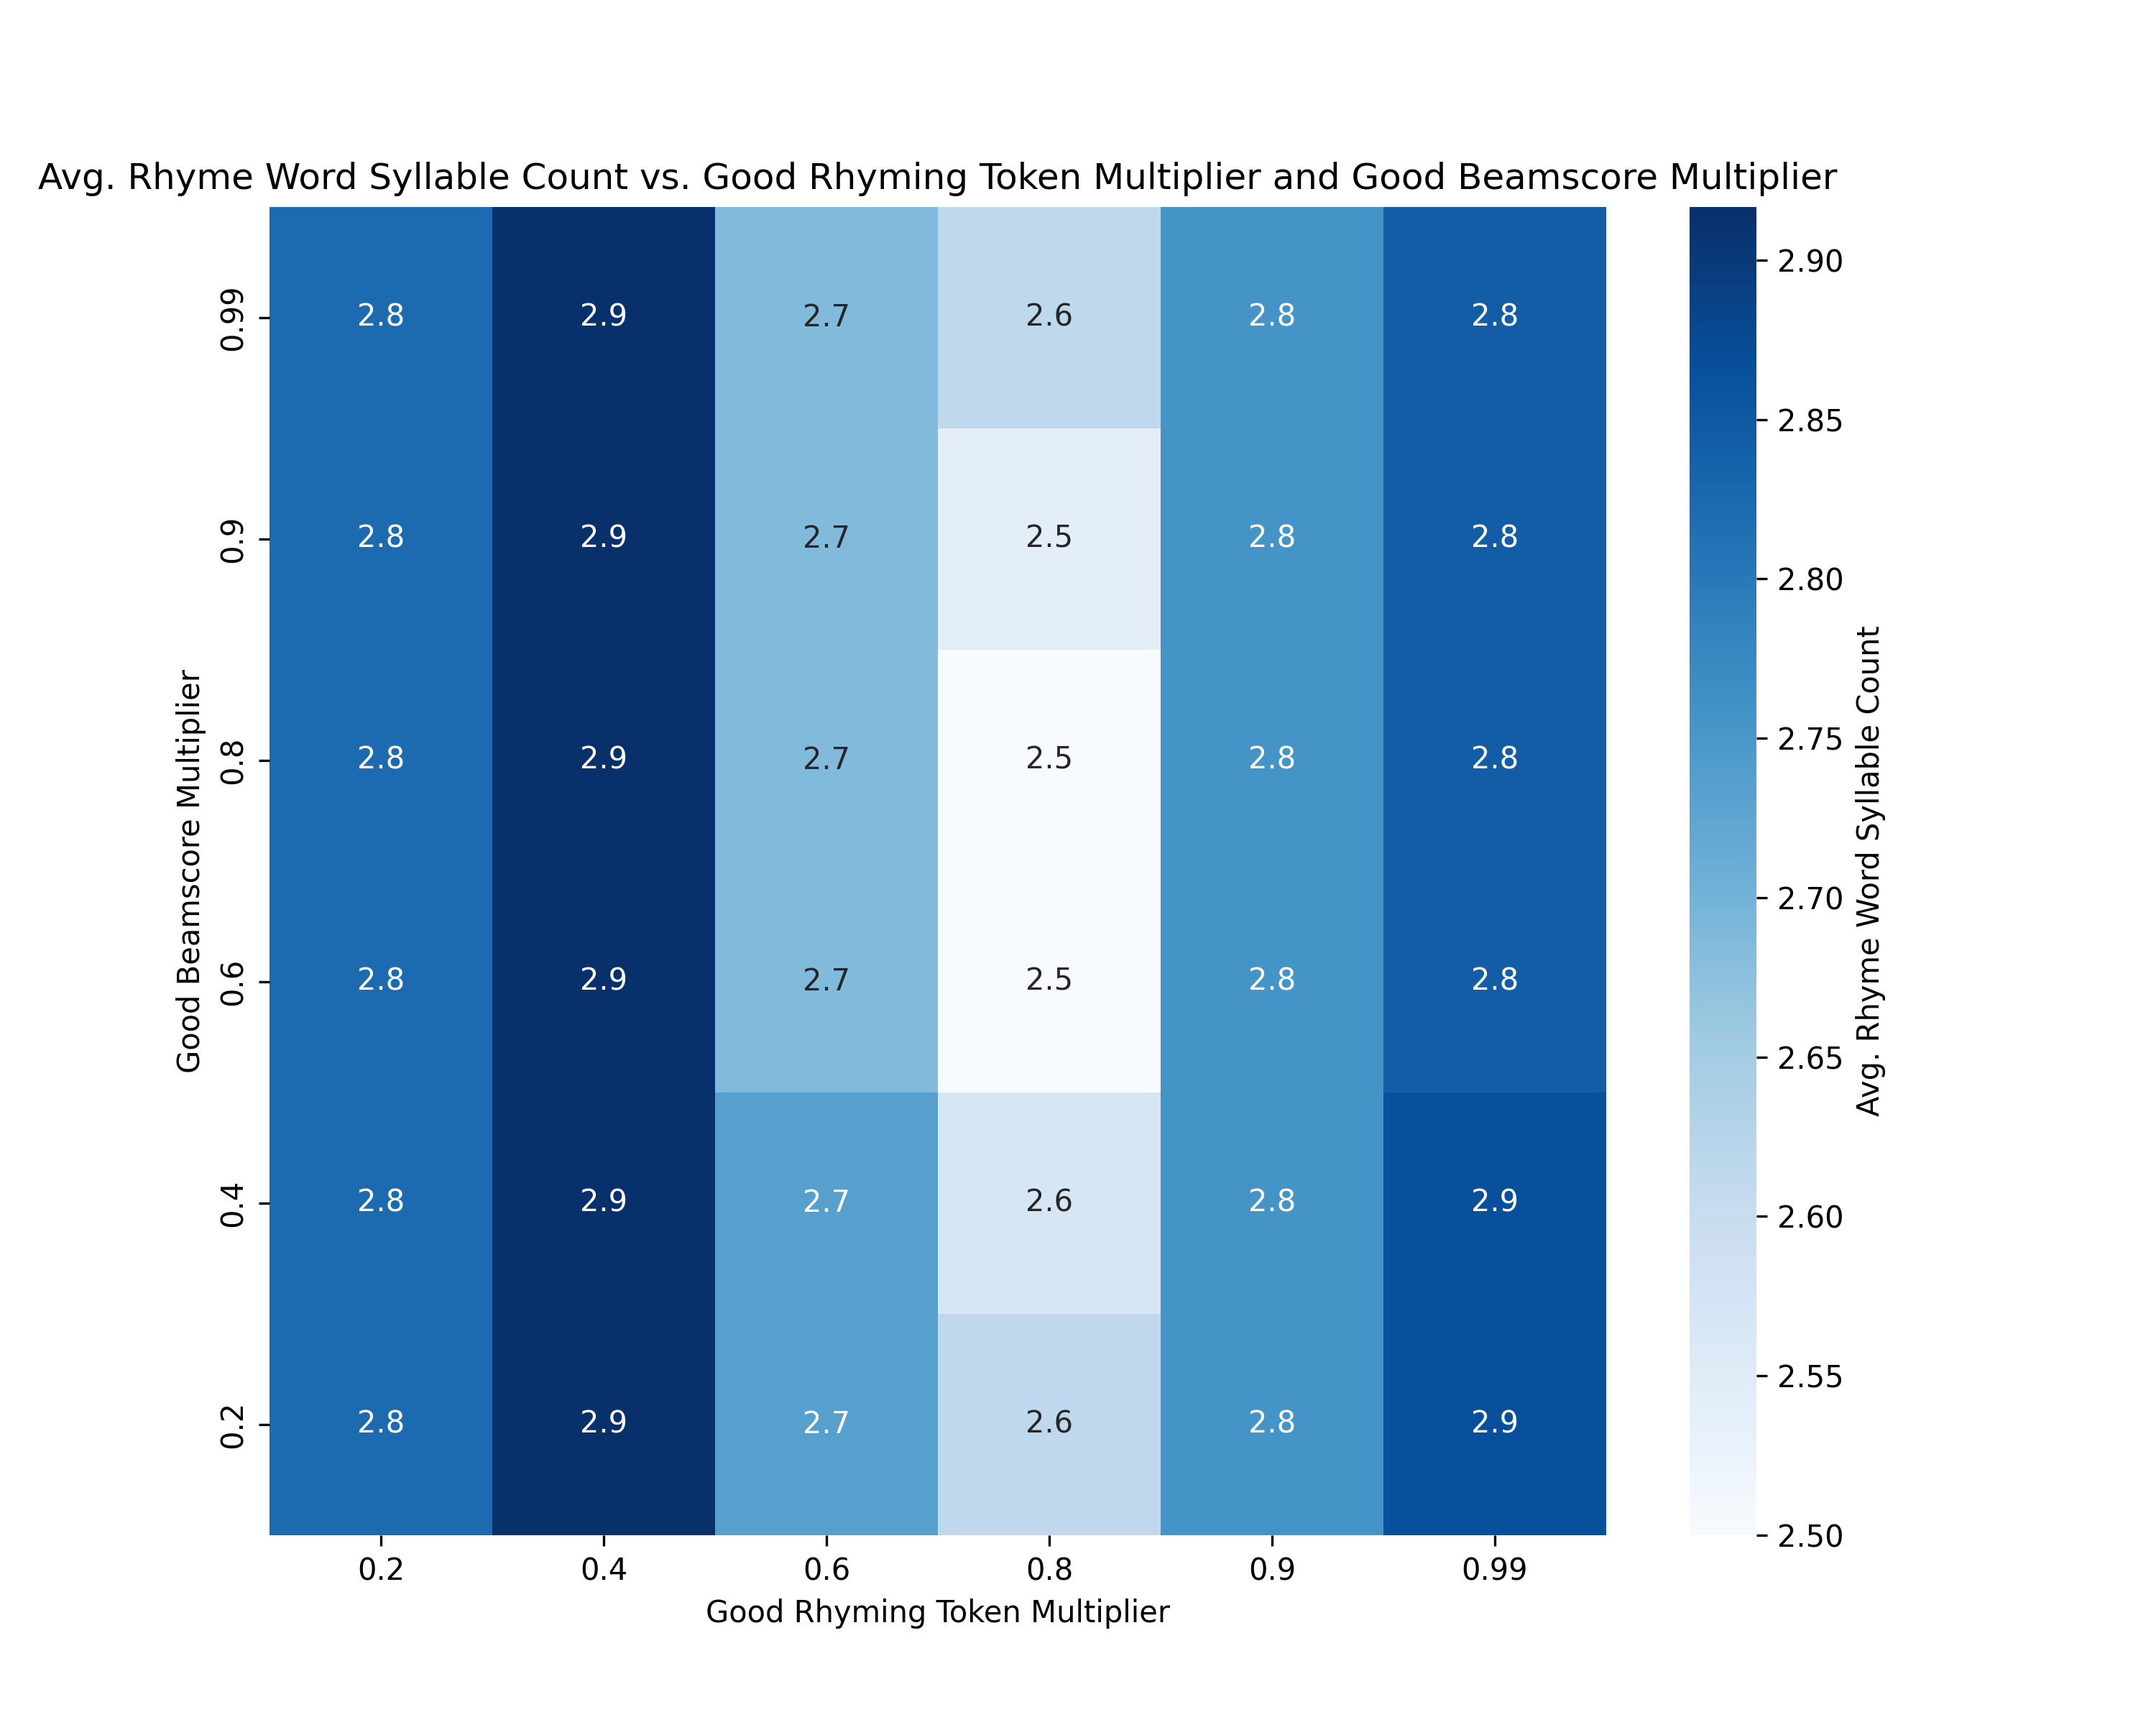 Avg. Rhyme Word Syllable Count vs. Good Rhyming Token Multiplier and Good Beamscore Multiplier
Good Beamscore Multiplier
0.99 2.8 2.9 2.7 2.6 2.8 2.8
0.9 2.8 2.9 2.7 2.5 2.8 2.8
0.8 2.8 2.9 2.7 2.5 2.8 2.8
0.6 2.8 2.9 2.7 2.5 2.8 2.8
0.4 2.8 2.9 2.7 2.6 2.8 2.9
0.2 2.8 2.9 2.7 2.6 2.8 2.9
0.2 0.4 0.6 0.8 0.9 0.99
Good Rhyming Token Multiplier
2.90
2.85
2.80
2.75
2.70
2.65
2.60
2.55
2.50
Avg. Rhyme Word Syllable Count